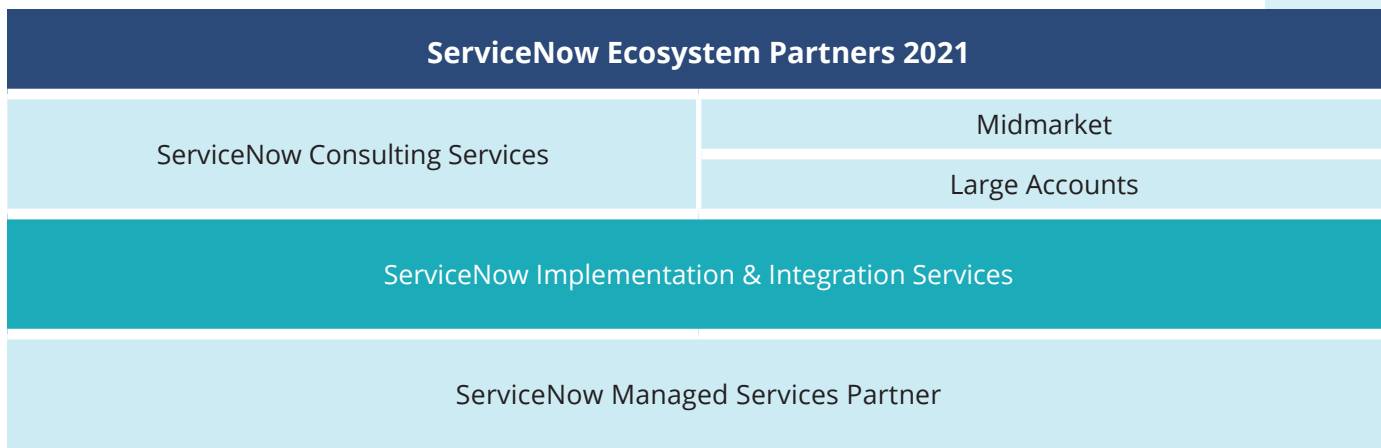 ServiceNow Ecosystem Partners 2021
ServiceNow Consulting Services
Midmarket
Large Accounts
ServiceNow Implementation & Integration Services
ServiceNow Managed Services Partner